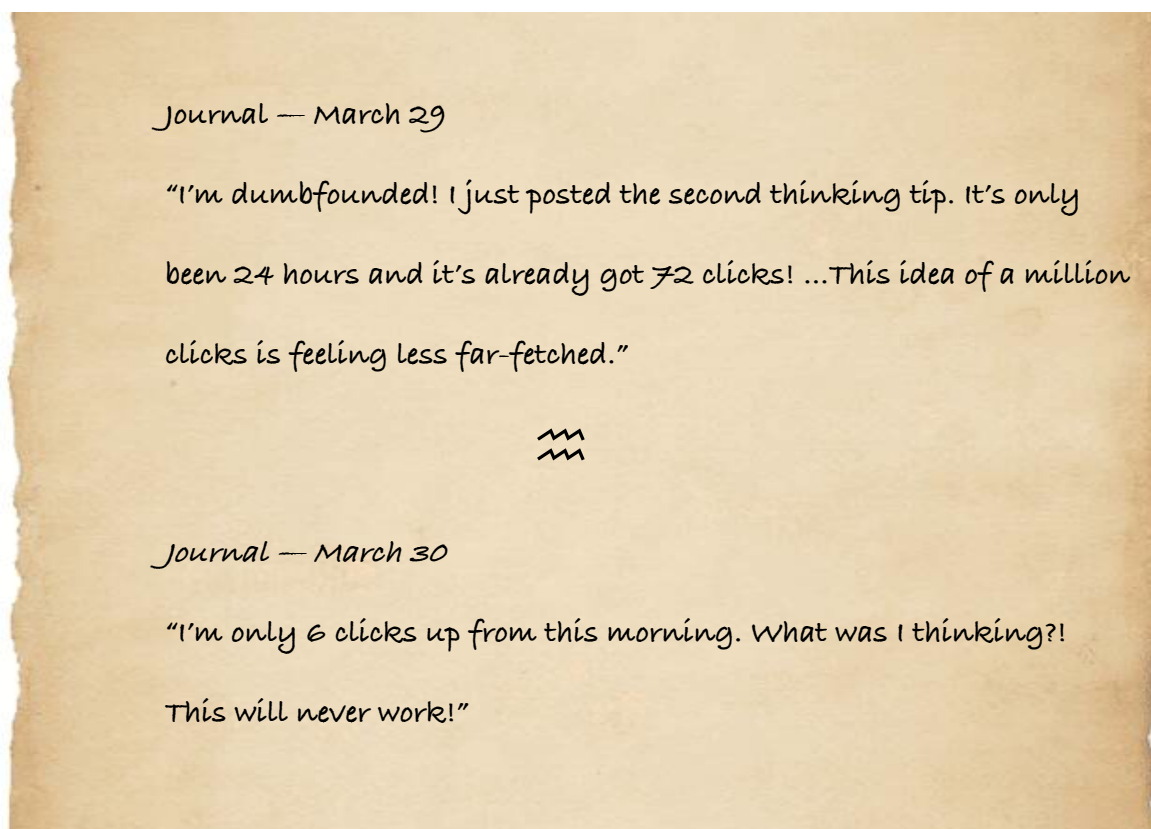 Journal — March 29
“I’m dumbfounded! I just posted the second thinking tip. It’s only
been 24 hours and it’s already got 72 clicks! ...This idea of a million
clicks is feeling less far-fetched.”
Journal — March 30
“I’m only 6 clicks up from this morning. What was I thinking?!
This will never work!”